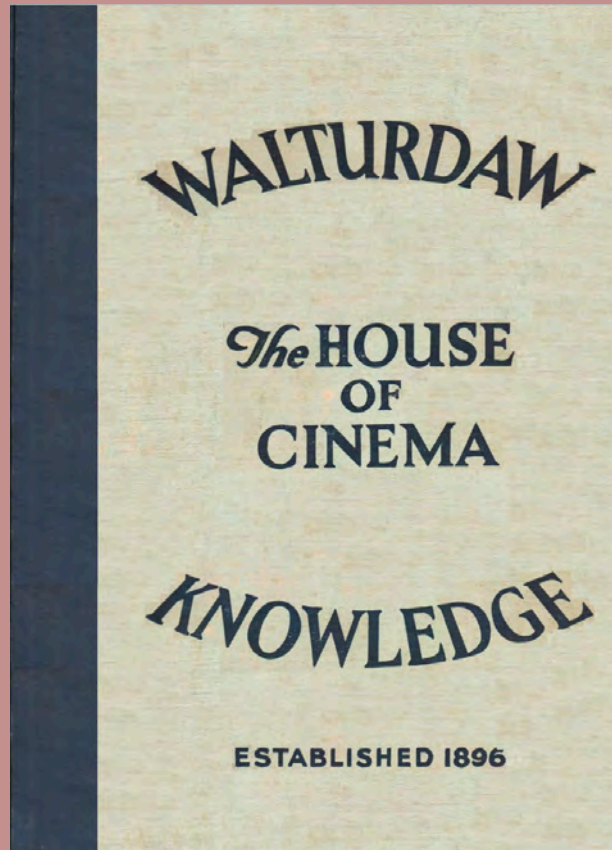 WALTURDAW
The HOUSE
OF
CINEMA
KNOWLEDGE
ESTABLISHED 1896